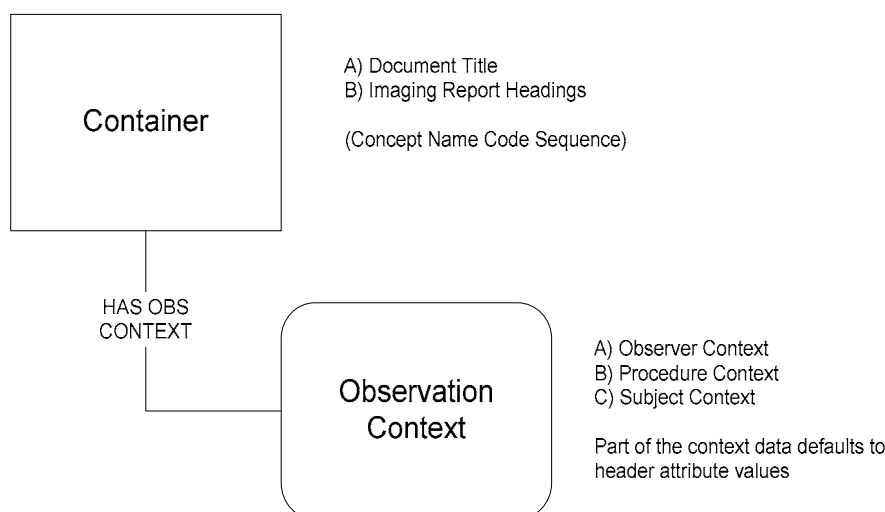 Container
A) Document Title
B) Imaging Report Headings
(Concept Name Code Sequence)
HAS OBS
CONTEXT
Observation
Context
A) Observer Context
B) Procedure Context
C) Subject Context
Part of the context data defaults to
header attribute values